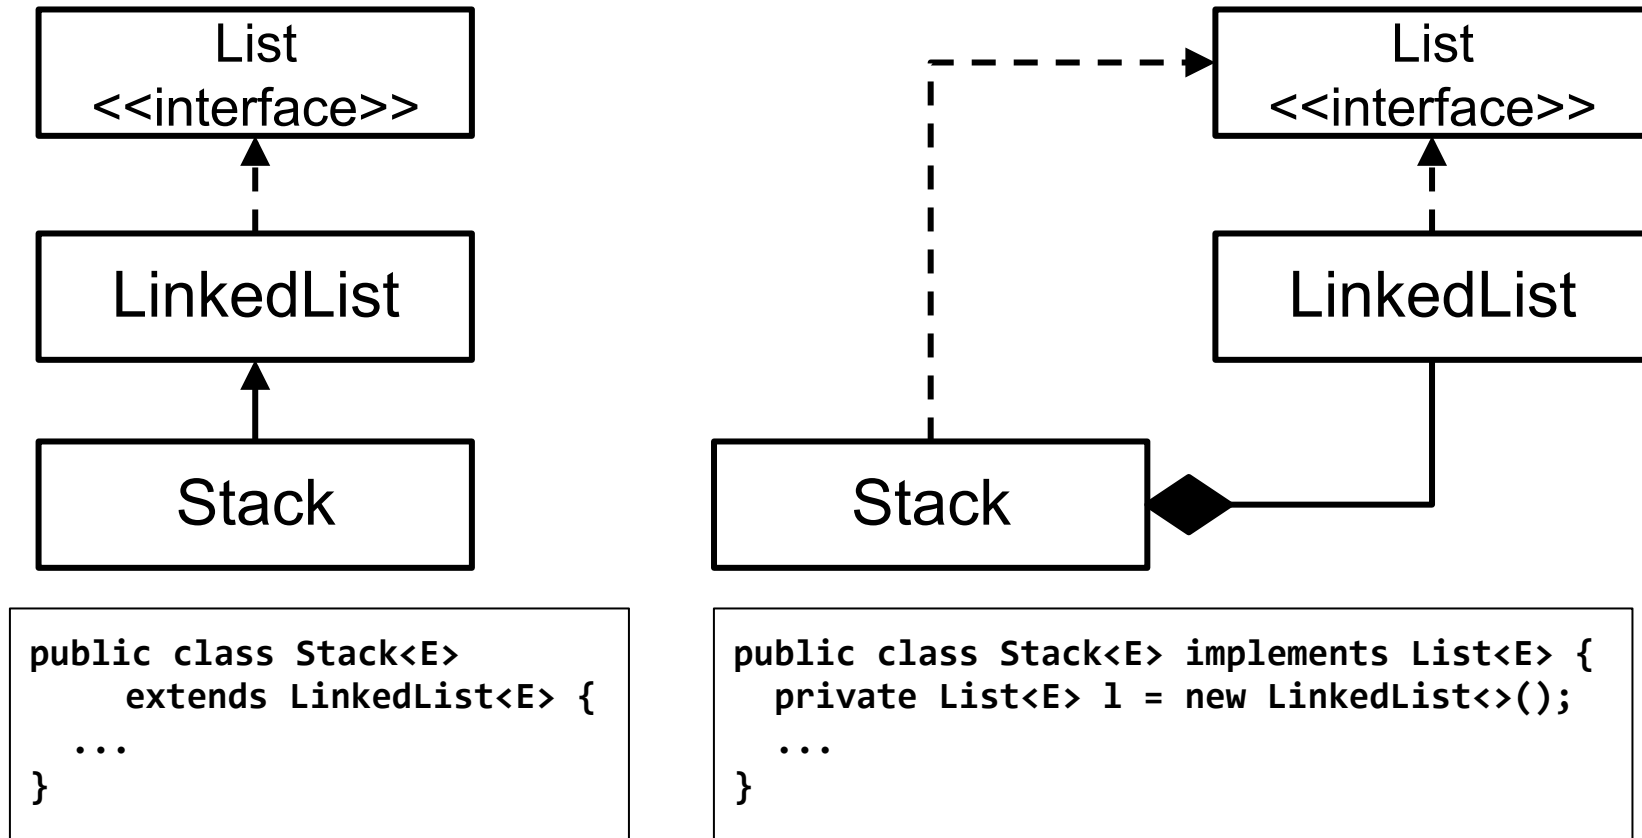 List
<<interface>>
LinkedList
Stack
public class Stack<E>
     extends LinkedList<E> {
  ...
}
List
<<interface>>
LinkedList
Stack
public class Stack<E> implements List<E> {
  private List<E> l = new LinkedList<>();
  ...
}